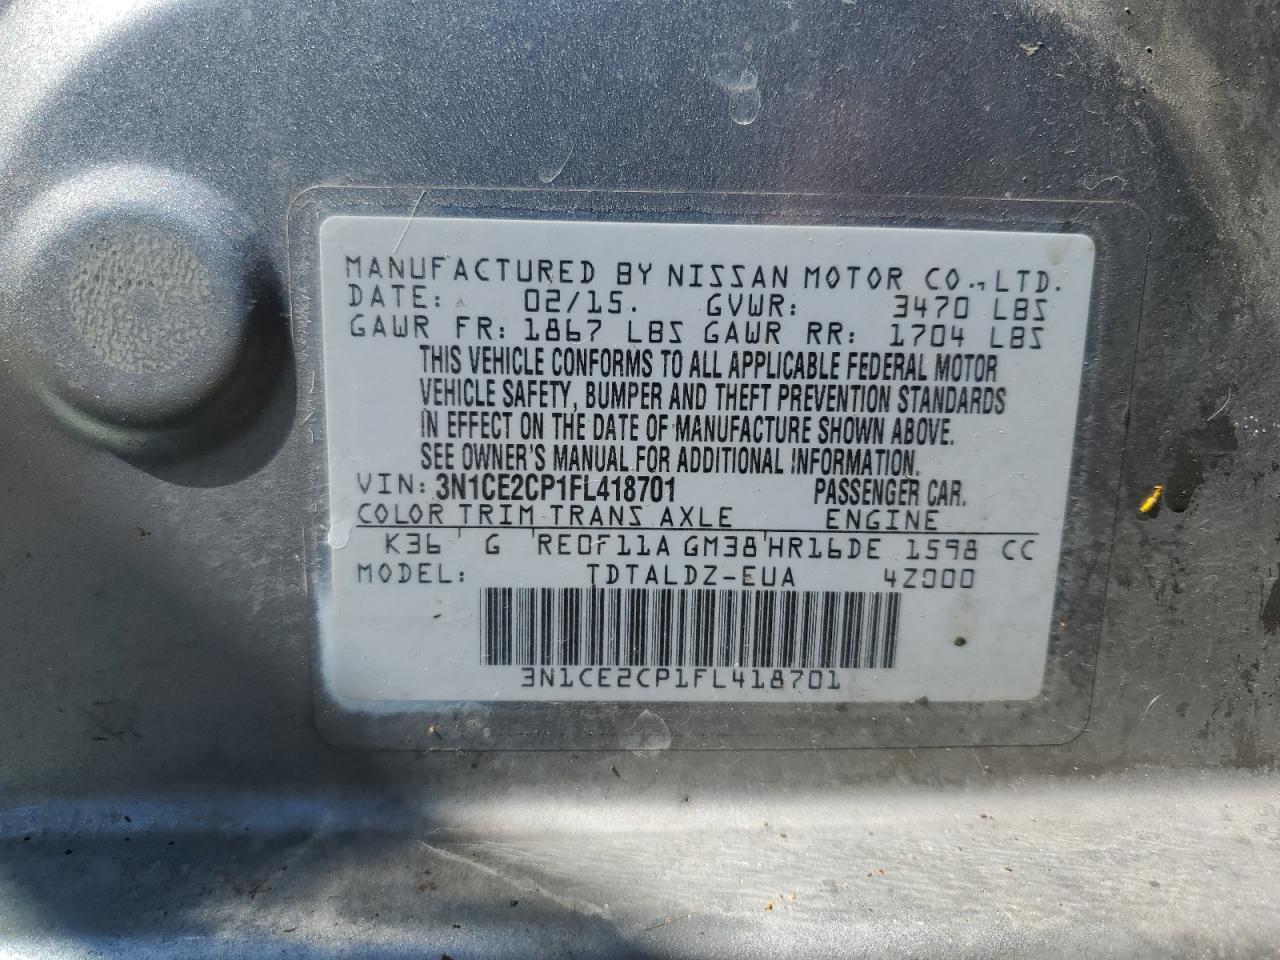 MANUFACTURED BY NISSAN MOTOR CO., LTD.
DATE: 02/15. GVWR: 3470 LBS
GAWR FR: 1867 LBS GAWR RR: 1704 LBS
THIS VEHICLE CONFORMS TO ALL APPLICABLE FEDERAL MOTOR
VEHICLE SAFETY, BUMPER AND THEFT PREVENTION STANDARDS
IN EFFECT ON THE DATE OF MANUFACTURE SHOWN ABOVE.
SEE OWNER'S MANUAL FOR ADDITIONAL INFORMATION.
VIN: 3N1CE2CP1FL418701 PASSENGER CAR.
COLOR TRIM TRANS AXLE ENGINE
K36 G RE0F11A GM38 HR16DE 1598 CC
MODEL: TDTALDZ-EUA 4Z000
3N1CE2CP1FL418701